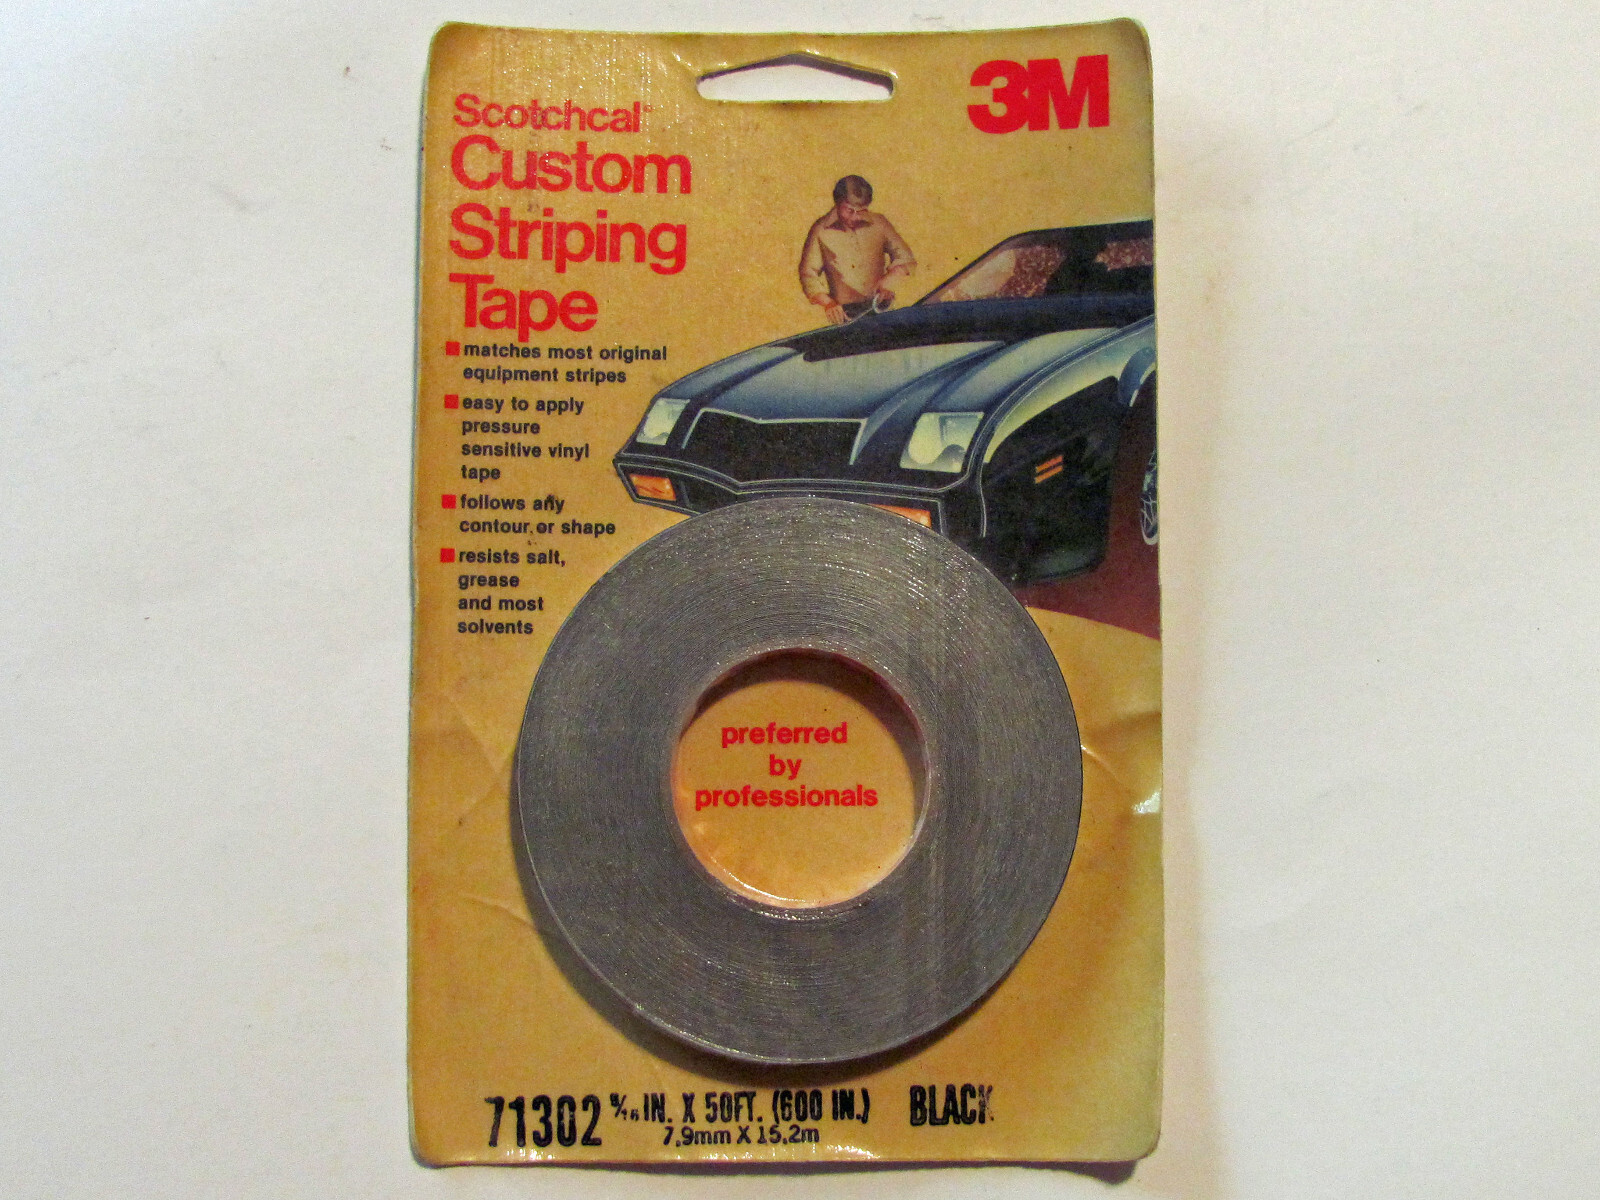 3M
Scotchcal
Custom
Striping
Tape
matches most original
equipment stripes
easy to apply
pressure
sensitive vinyl
tape
follows any
contour or shape
resists salt,
grease
and most
solvents
preferred
by
professionals
71302 5/16 IN. X 50FT. (600 IN.) BLACK
7.9mm X 15.2m